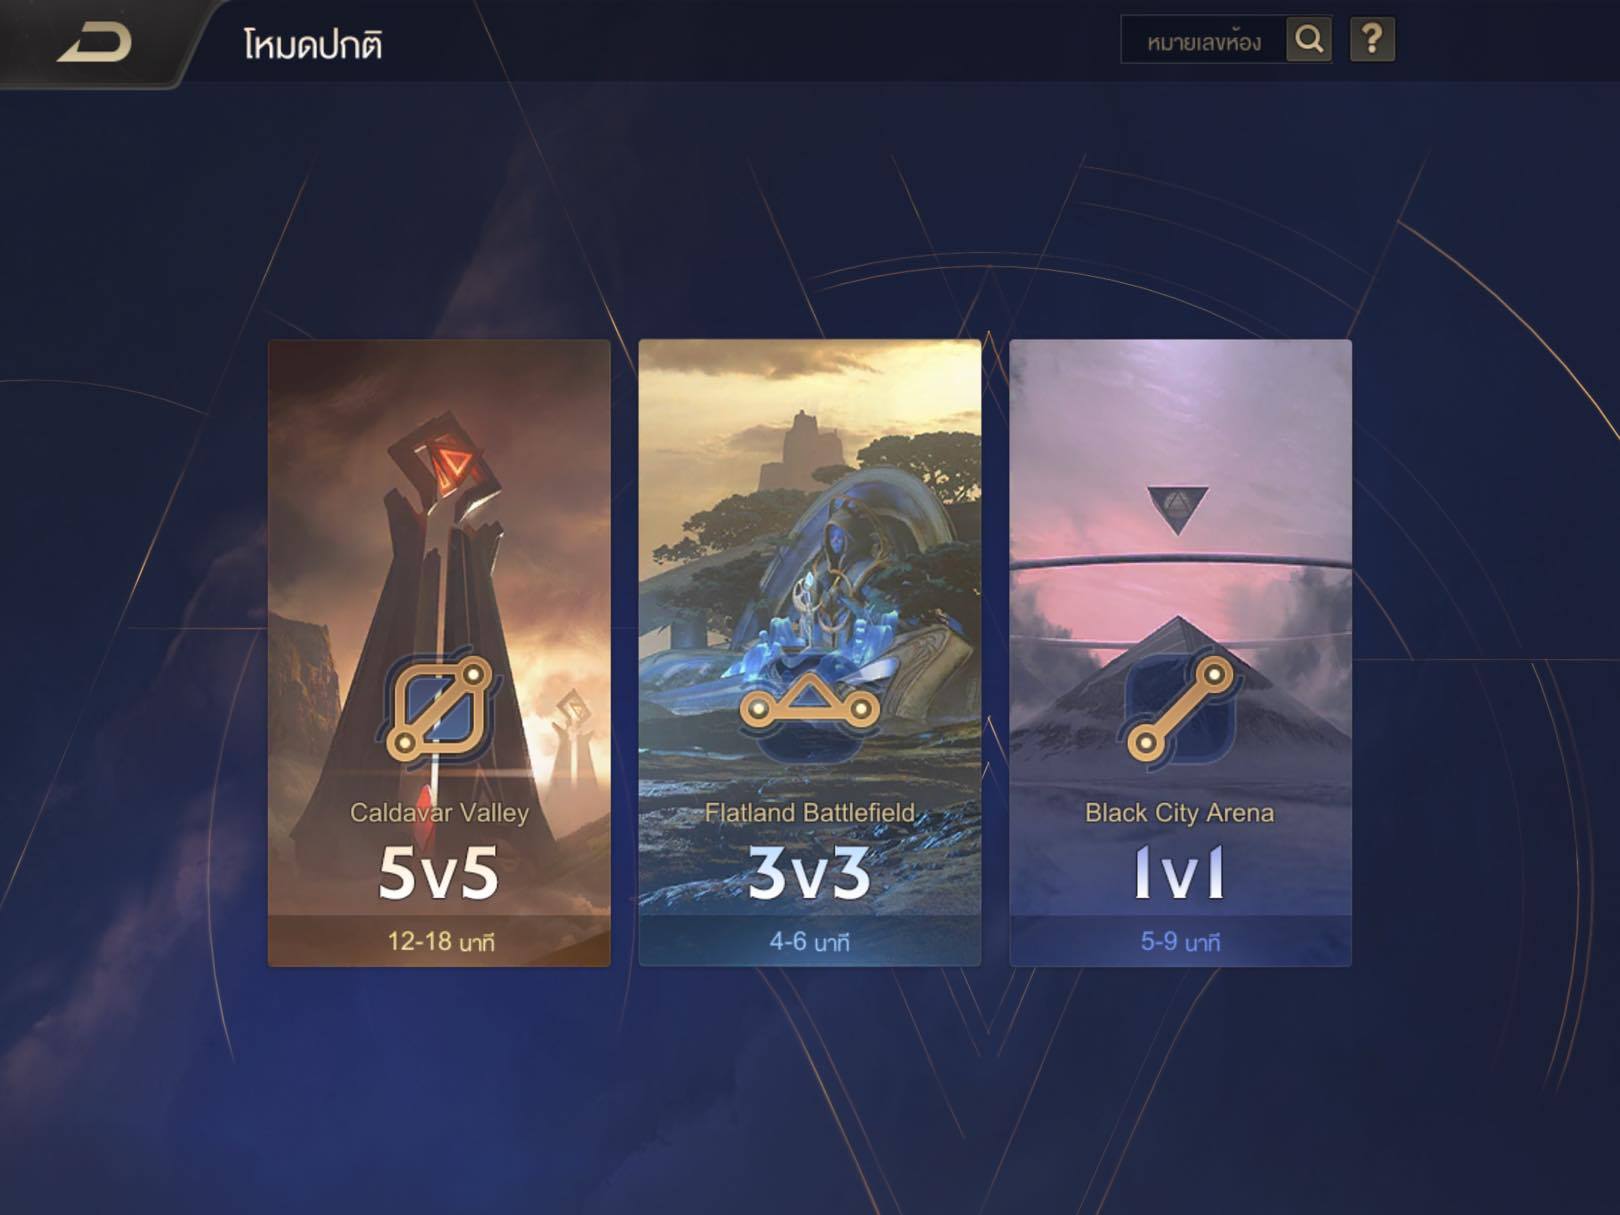 โหมดปกติ
หมายเลขห้อง
?
Caldavar Valley
5v5
12-18 นาที
Flatland Battlefield
3v3
4-6 นาที
Black City Arena
1v1
5-9 นาที